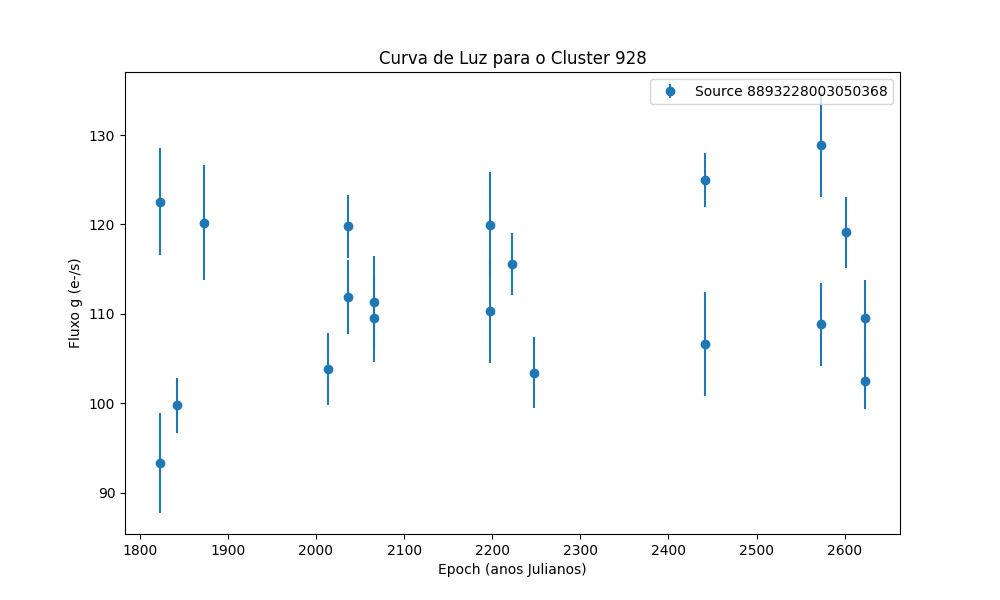 Curva de Luz para o Cluster 928
Source 8893228003050368
Fluxo g (e-/s)
130
120
110
100
90
1800 1900 2000 2100 2200 2300 2400 2500 2600
Epoch (anos Julianos)